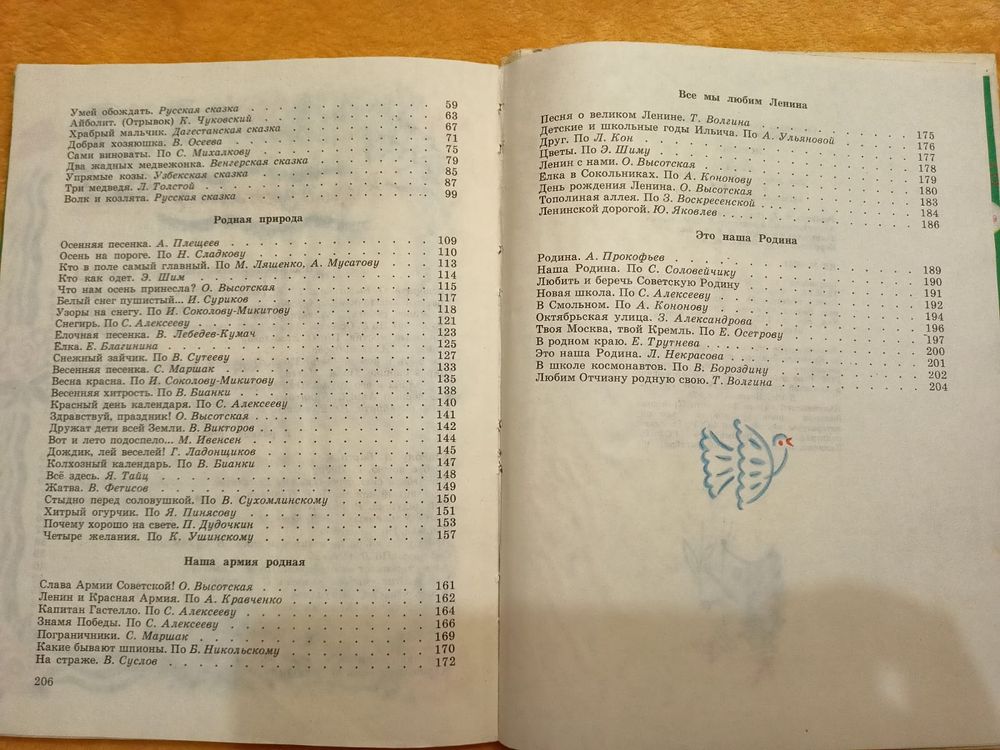 Умей обождать. Русская сказка . . . . . . . . 59
Айболит. (Отрывок) К. Чуковский . . . . . . . . 63
Храбрый мальчик. Дагестанская сказка . . . . . . . . 67
Добрая хозяюшка. В. Осеева . . . . . . . . 71
Сами виноваты. По С. Михалкову . . . . . . . . 75
Два жадных медвежонка. Венгерская сказка . . . . . . . . 79
Упрямые козы. Узбекская сказка . . . . . . . . 85
Три медведя. Л. Толстой . . . . . . . . 87
Волк и козлята. Русская сказка . . . . . . . . 99
Родная природа
Осенняя песенка. А. Плещеев . . . . . . . . 109
Осень на пороге. По Н. Сладкову . . . . . . . . 110
Кто в поле самый главный. По М. Ляшенко, А. Мусатову . . . . 113
Кто как одет. Э. Шим . . . . . . . . 114
Что нам осень принесла? О. Высотская . . . . . . . . 115
Белый снег пушистый... И. Суриков . . . . . . . . 117
Узоры на снегу. По И. Соколову-Микитову . . . . . . . . 118
Снегирь. По С. Алексееву . . . . . . . . 121
Ёлочная песенка. В. Лебедев-Кумач . . . . . . . . 123
Ёлка. Е. Благинина . . . . . . . . 125
Снежный зайчик. По В. Сутееву . . . . . . . . 127
Весенняя песенка. С. Маршак . . . . . . . . 133
Весна красна. По И. Соколову-Микитову . . . . . . . . 135
Весенняя хитрость. По В. Бианки . . . . . . . . 138
Красный день календаря. По С. Алексееву . . . . . . . . 140
Здравствуй, праздник! О. Высотская . . . . . . . . 141
Дружат дети всей Земли. В. Викторов . . . . . . . . 142
Вот и лето подоспело... М. Ивенсен . . . . . . . . 144
Дождик, лей веселей! Г. Ладонщиков . . . . . . . . 145
Колхозный календарь. По В. Бианки . . . . . . . . 147
Всё здесь. Я. Тайц . . . . . . . . 148
Жатва. В. Фетисов . . . . . . . . 149
Стыдно перед соловушкой. По В. Сухомлинскому . . . . . . . . 150
Хитрый огурчик. По Я. Пинясову . . . . . . . . 151
Почему хорошо на свете. П. Дудочкин . . . . . . . . 153
Четыре желания. По К. Ушинскому . . . . . . . . 157
Наша армия родная
Слава Армии Советской! О. Высотская . . . . . . . . 161
Ленин и Красная Армия. По А. Кравченко . . . . . . . . 162
Капитан Гастелло. По С. Алексееву . . . . . . . . 164
Знамя Победы. По С. Алексееву . . . . . . . . 166
Пограничники. С. Маршак . . . . . . . . 169
Какие бывают шпионы. По Б. Никольскому . . . . . . . . 170
На страже. В. Суслов . . . . . . . . 172
206
Все мы любим Ленина
Песня о великом Ленине. Т. Волгина . . . . . . . . 175
Детские и школьные годы Ильича. По А. Ульяновой . . . . 176
Друг. По Л. Кон . . . . . . . . 177
Цветы. По Э. Шиму . . . . . . . . 178
Ленин с нами. О. Высотская . . . . . . . . 179
Ёлка в Сокольниках. По А. Кононову . . . . . . . . 180
День рождения Ленина. О. Высотская . . . . . . . . 183
Тополиная аллея. По З. Воскресенской . . . . . . . . 184
Ленинской дорогой. Ю. Яковлев . . . . . . . . 186
Это наша Родина
Родина. А. Прокофьев . . . . . . . . 189
Наша Родина. По С. Соловейчику . . . . . . . . 190
Любить и беречь Советскую Родину . . . . . . . . 191
Новая школа. По С. Алексееву . . . . . . . . 192
В Смольном. По А. Кононову . . . . . . . . 194
Октябрьская улица. З. Александрова . . . . . . . . 196
Твоя Москва, твой Кремль. По Е. Осетрову . . . . . . . . 197
В родном краю. Е. Трутнева . . . . . . . . 200
Это наша Родина. Л. Некрасова . . . . . . . . 201
В школе космонавтов. По В. Бороздину . . . . . . . . 202
Любим Отчизну родную свою. Т. Волгина . . . . . . . . 204